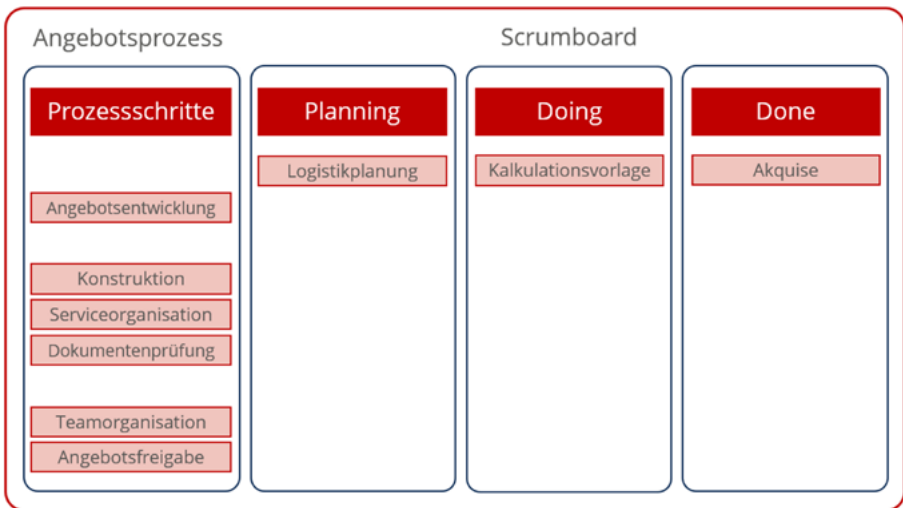 Angebotsprozess
Scrumboard
Prozessschritte
Angebotsentwicklung
Konstruktion
Serviceorganisation
Dokumentenprüfung
Teamorganisation
Angebotsfreigabe
Planning
Logistikplanung
Doing
Kalkulationsvorlage
Done
Akquise